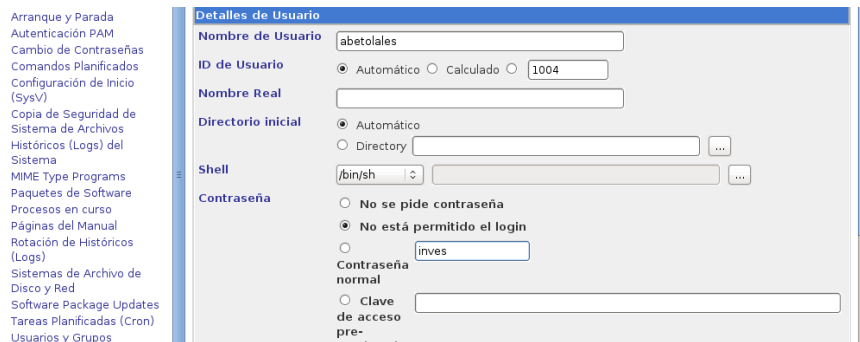 Arranque y Parada
Autenticación PAM
Cambio de Contraseñas
Comandos Planificados
Configuración de Inicio
(SysV)
Copia de Seguridad de
Sistema de Archivos
Históricos (Logs) del
Sistema
MIME Type Programs
Paquetes de Software
Procesos en curso
Páginas del Manual
Rotación de Históricos
(Logs)
Sistemas de Archivo de
Disco y Red
Software Package Updates
Tareas Planificadas (Cron)
Usuarios y Grupos
Detalles de Usuario
Nombre de Usuario abetolales
ID de Usuario Automático Calculado 1004
Nombre Real
Directorio inicial Automático
Directory ...
Shell /bin/sh ...
Contraseña No se pide contraseña
No está permitido el login
inves
Contraseña
normal
Clave
de acceso
pre-